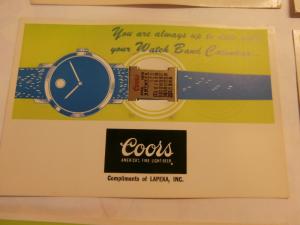 You are always up to date with
your Watch Band Calendar...
Coors
Coors
AMERICA'S FINE LIGHT BEER
Compliments of LAPEKA, INC.